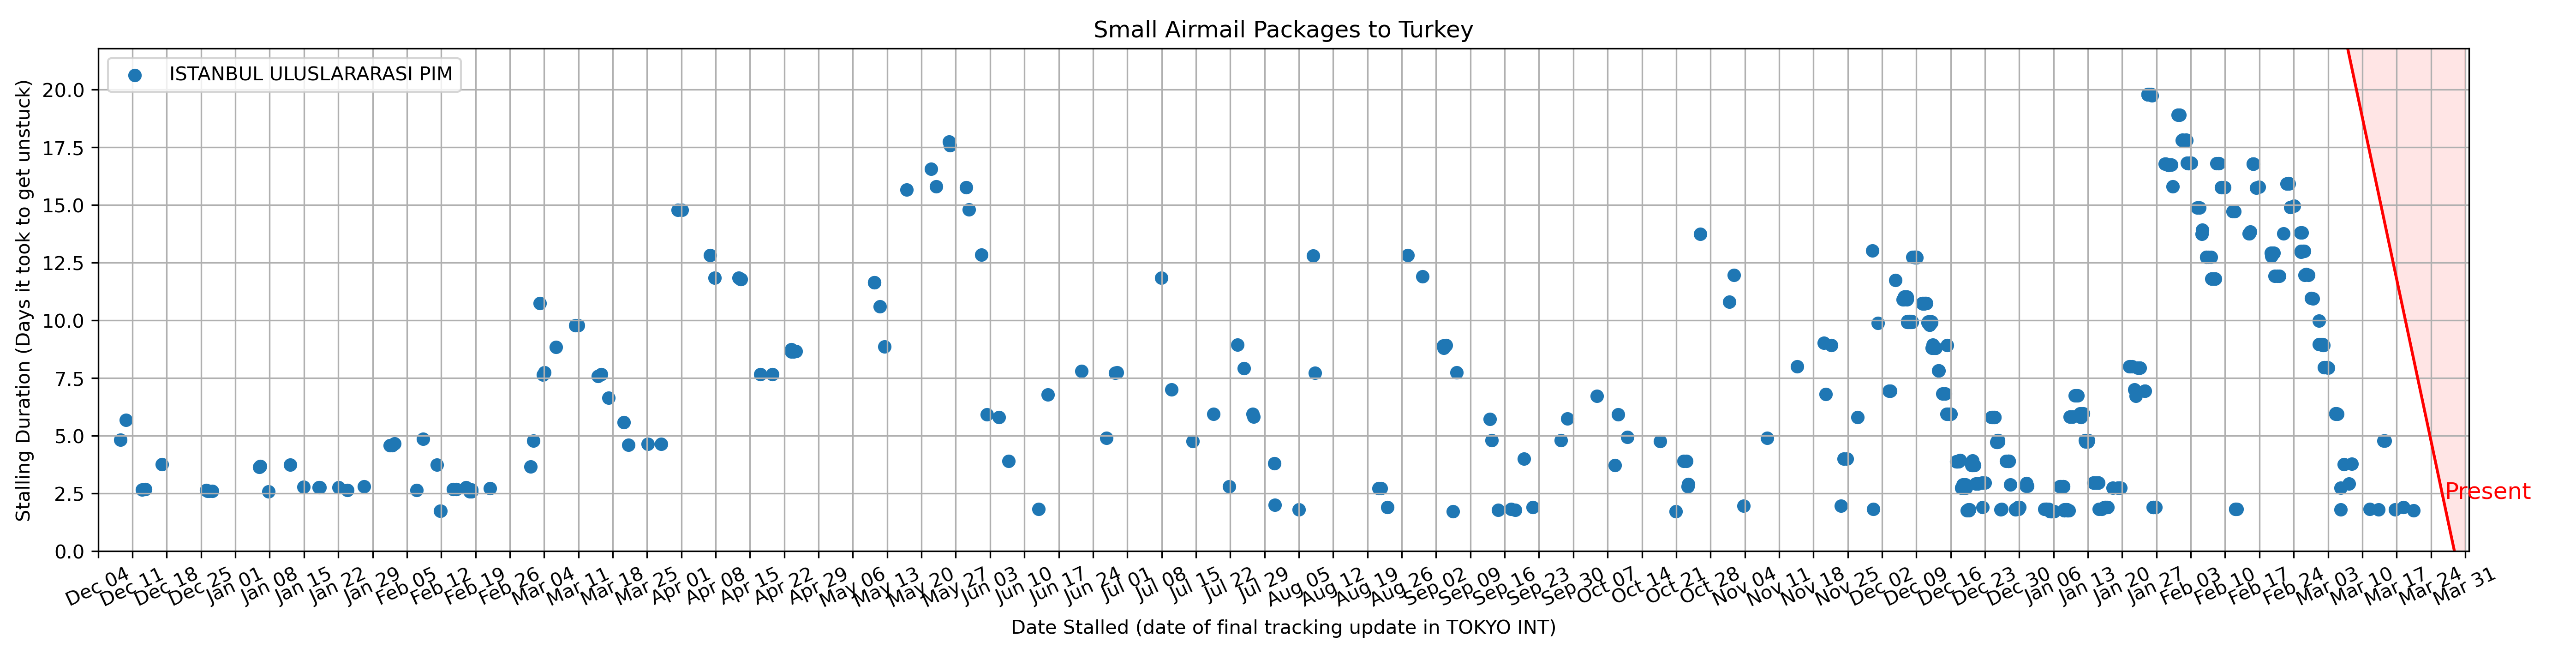 Small Airmail Packages to Turkey
ISTANBUL ULUSLARARASI PIM
Stalling Duration (Days it took to get unstuck)
20.0
17.5
15.0
12.5
10.0
7.5
5.0
2.5
0.0
Present
Dec 04
Dec 11
Dec 18
Dec 25
Jan 01
Jan 08
Jan 15
Jan 22
Jan 29
Feb 05
Feb 12
Feb 19
Feb 26
Mar 04
Mar 11
Mar 18
Mar 25
Apr 01
Apr 08
Apr 15
Apr 22
Apr 29
May 06
May 13
May 20
May 27
Jun 03
Jun 10
Jun 17
Jun 24
Jul 01
Jul 08
Jul 15
Jul 22
Jul 29
Aug 05
Aug 12
Aug 19
Aug 26
Sep 02
Sep 09
Sep 16
Sep 23
Sep 30
Oct 07
Oct 14
Oct 21
Oct 28
Nov 04
Nov 11
Nov 18
Nov 25
Dec 02
Dec 09
Dec 16
Dec 23
Dec 30
Jan 06
Jan 13
Jan 20
Jan 27
Feb 03
Feb 10
Feb 17
Feb 24
Mar 03
Mar 10
Mar 17
Mar 24
Mar 31
Date Stalled (date of final tracking update in TOKYO INT)